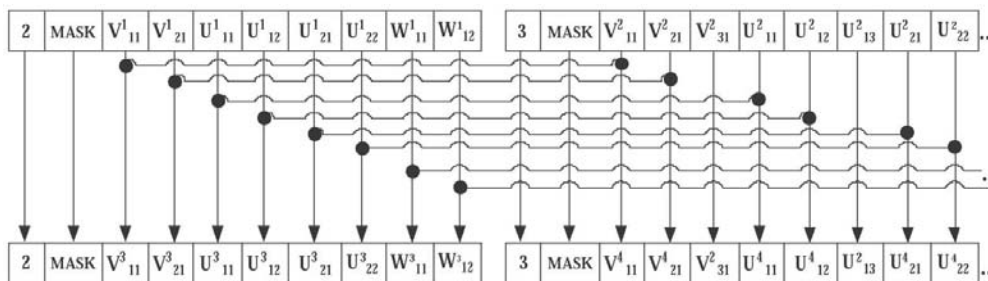 2 MASK V¹₁₁ V¹₂₁ U¹₁₁ U¹₁₂ U¹₂₁ U¹₂₂ W¹₁₁ W¹₁₂ 3 MASK V²₁₁ V²₂₁ V²₃₁ U²₁₁ U²₁₂ U²₁₃ U²₂₁ U²₂₂ ..
.
2 MASK V³₁₁ V³₂₁ U³₁₁ U³₁₂ U³₂₁ U³₂₂ W³₁₁ W³₁₂ 3 MASK V⁴₁₁ V⁴₂₁ V²₃₁ U⁴₁₁ U⁴₁₂ U²₁₃ U⁴₂₁ U⁴₂₂ ..